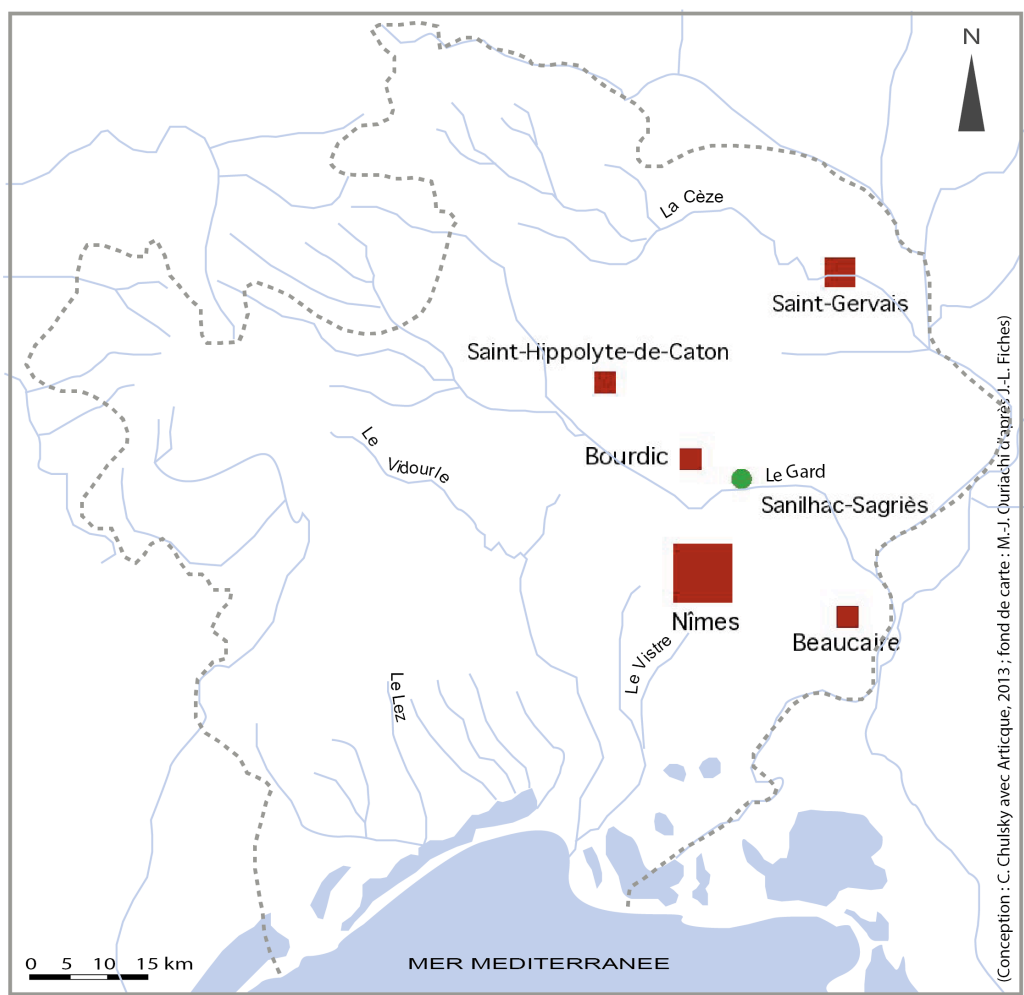 N
La Cèze
Saint-Gervais
Saint-Hippolyte-de-Caton
Le
Vidourle
Bourdic
Le Gard
Sanilhac-Sagriès
Nîmes
Beaucaire
Le Vistre
Le Lez
0 5 10 15 km
MER MEDITERRANEE
(Conception : C. Chulsky avec Articque, 2013 ; fond de carte : M.-J. Ouriachi d'après J.-L. Fiches)